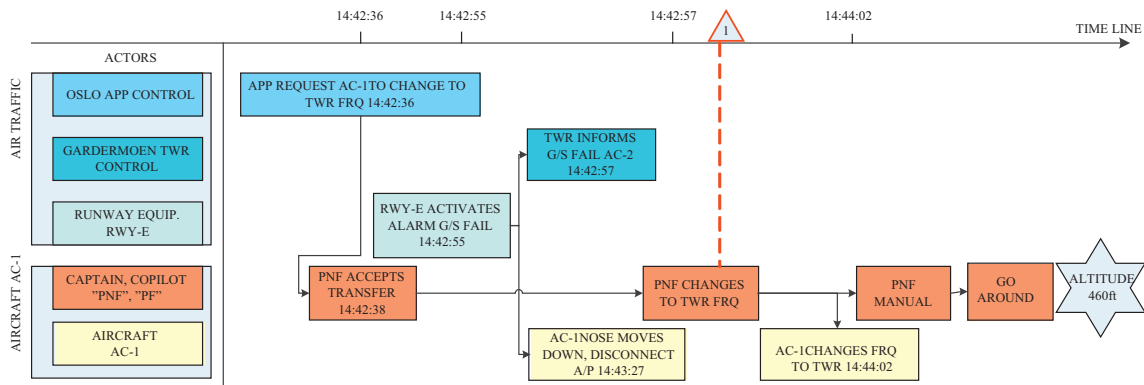 14:42:36
14:42:55
14:42:57
1
14:44:02
TIME LINE
ACTORS
AIR TRAFFIC
OSLO APP CONTROL
APP REQUEST AC-1TO CHANGE TO
TWR FRQ 14:42:36
GARDERMOEN TWR
CONTROL
TWR INFORMS
G/S FAIL AC-2
14:42:57
RUNWAY EQUIP.
RWY-E
RWY-E ACTIVATES
ALARM G/S FAIL
14:42:55
AIRCRAFT AC-1
CAPTAIN, COPILOT
”PNF”, ”PF”
PNF ACCEPTS
TRANSFER
14:42:38
PNF CHANGES
TO TWR FRQ
PNF
MANUAL
GO
AROUND
ALTITUDE
460ft
AIRCRAFT
AC-1
AC-1NOSE MOVES
DOWN, DISCONNECT
A/P 14:43:27
AC-1CHANGES FRQ
TO TWR 14:44:02